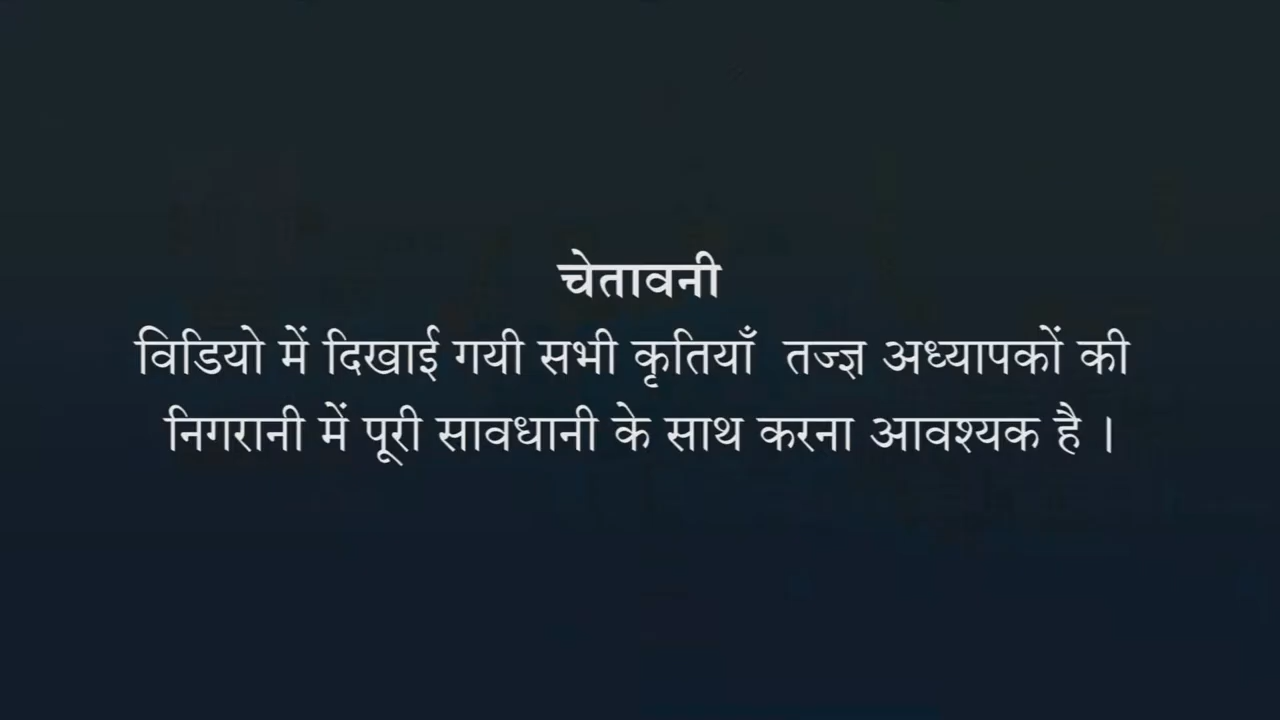 चेतावनी
विडियो में दिखाई गयी सभी कृतियाँ तज्ज्ञ अध्यापकों की
निगरानी में पूरी सावधानी के साथ करना आवश्यक है ।